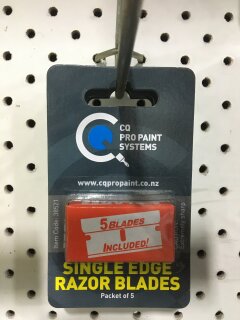 CQ
PRO PAINT
SYSTEMS
www.cqpropaint.co.nz
5 BLADES
INCLUDED!
SINGLE EDGE
RAZOR BLADES
Packet of 5